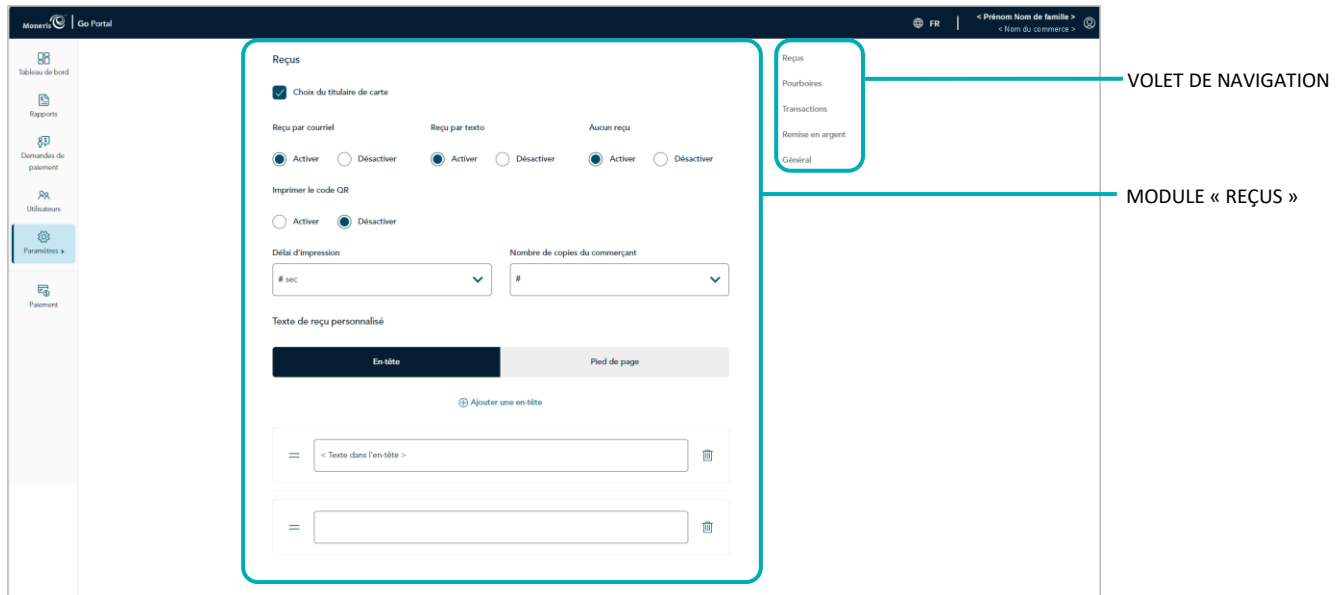 Moneris Go Portal
FR
< Prénom Nom de famille >
< Nom du commerce >
Tableau de bord
Rapports
Demandes de
paiement
Utilisateurs
Paramètres
Paiement
Reçus
Choix du titulaire de carte
Reçu par courriel Reçu par texto Aucun reçu
Activer Désactiver Activer Désactiver Activer Désactiver
Imprimer le code QR
Activer Désactiver
Délai d'impression Nombre de copies du commerçant
# sec #
Texte de reçu personnalisé
En-tête Pied de page
Ajouter une en-tête
< Texte dans l'en-tête >
Reçus
Pourboires
Transactions
Remise en argent
Général
VOLET DE NAVIGATION
MODULE « REÇUS »